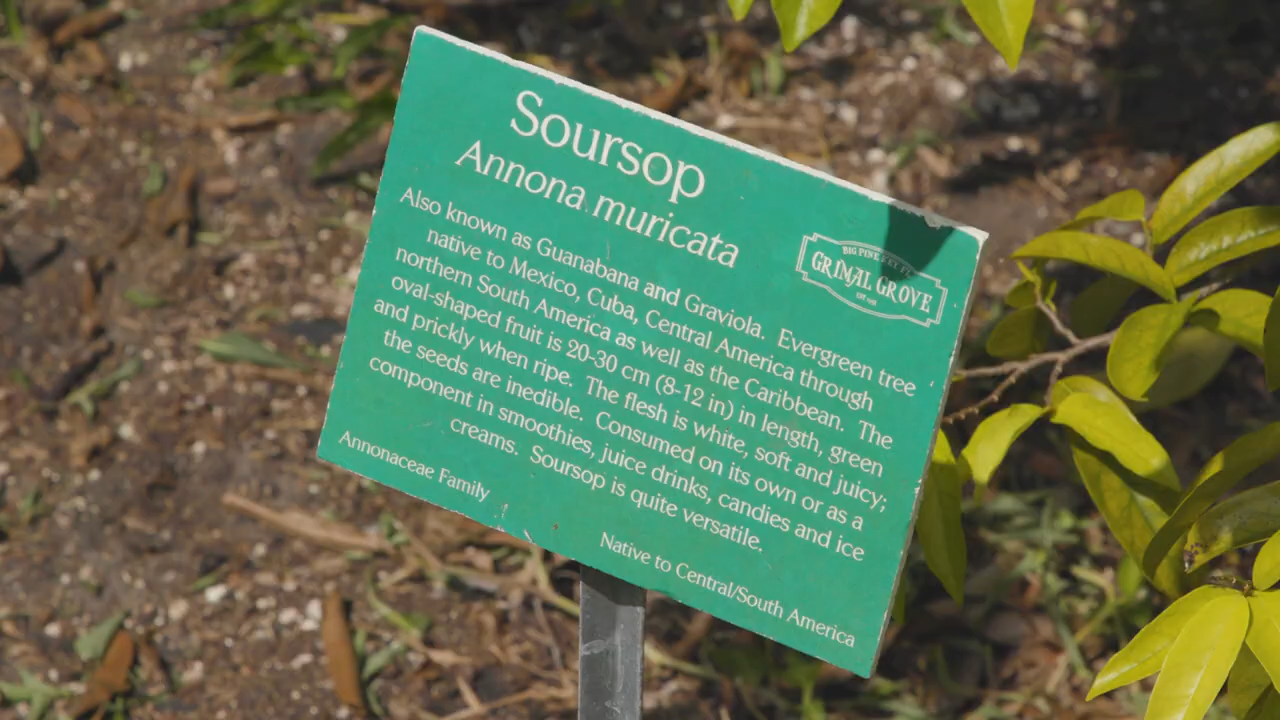 Soursop
Annona muricata
BIG PINE KEY FL
GRIMAL GROVE
Also known as Guanabana and Graviola. Evergreen tree
native to Mexico, Cuba, Central America through
northern South America as well as the Caribbean. The
oval-shaped fruit is 20-30 cm (8-12 in) in length, green
and prickly when ripe. The flesh is white, soft and juicy;
the seeds are inedible. Consumed on its own or as a
component in smoothies, juice drinks, candies and ice
creams. Soursop is quite versatile.
Annonaceae Family
Native to Central/South America